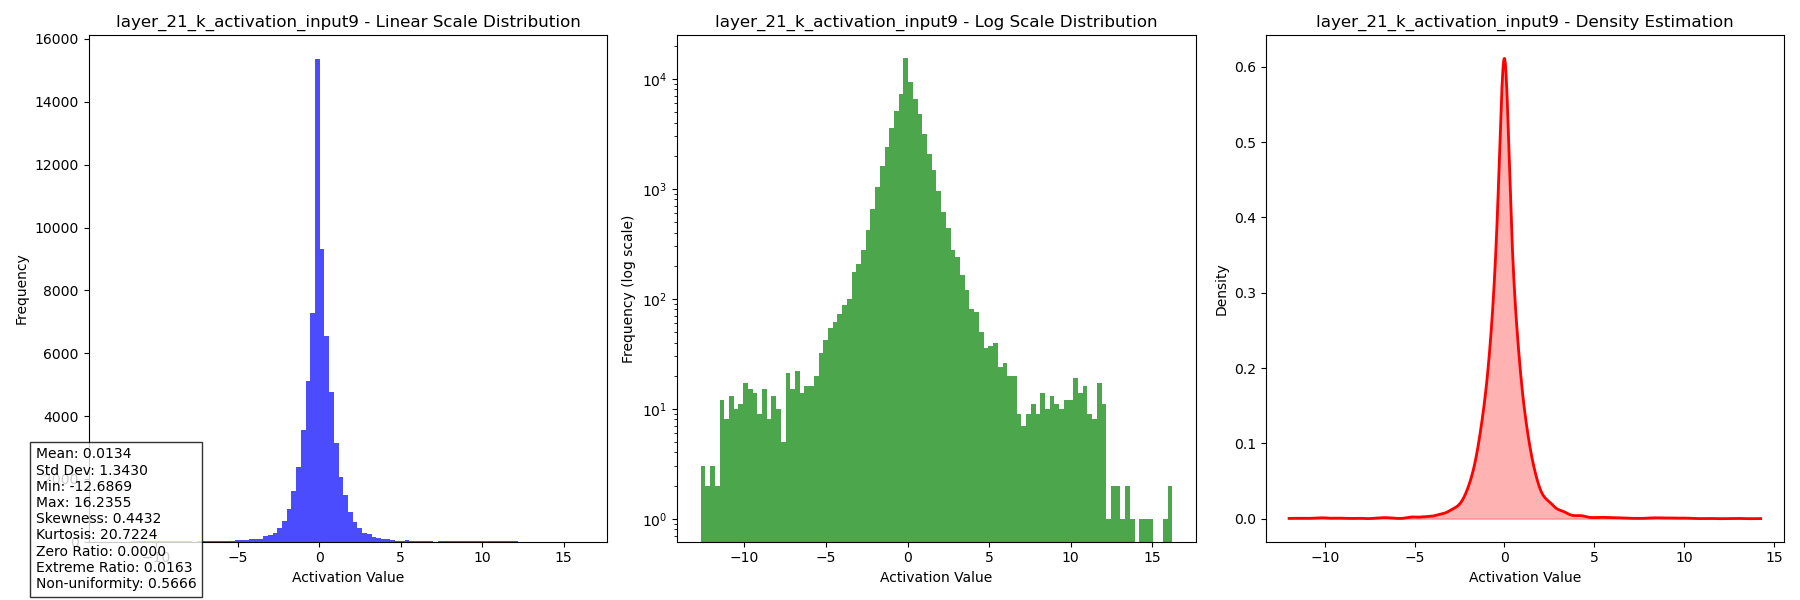 layer_21_k_activation_input9 - Linear Scale Distribution
16000
14000
12000
10000
8000
6000
4000
0
Frequency
−10
−5
0
5
10
15
Activation Value
Mean: 0.0134
Std Dev: 1.3430
Min: -12.6869
Max: 16.2355
Skewness: 0.4432
Kurtosis: 20.7224
Zero Ratio: 0.0000
Extreme Ratio: 0.0163
Non-uniformity: 0.5666
layer_21_k_activation_input9 - Log Scale Distribution
10⁴
10³
10²
10¹
10⁰
Frequency (log scale)
−10
−5
0
5
10
15
Activation Value
layer_21_k_activation_input9 - Density Estimation
0.6
0.5
0.4
0.3
0.2
0.1
0.0
Density
−10
−5
0
5
10
15
Activation Value